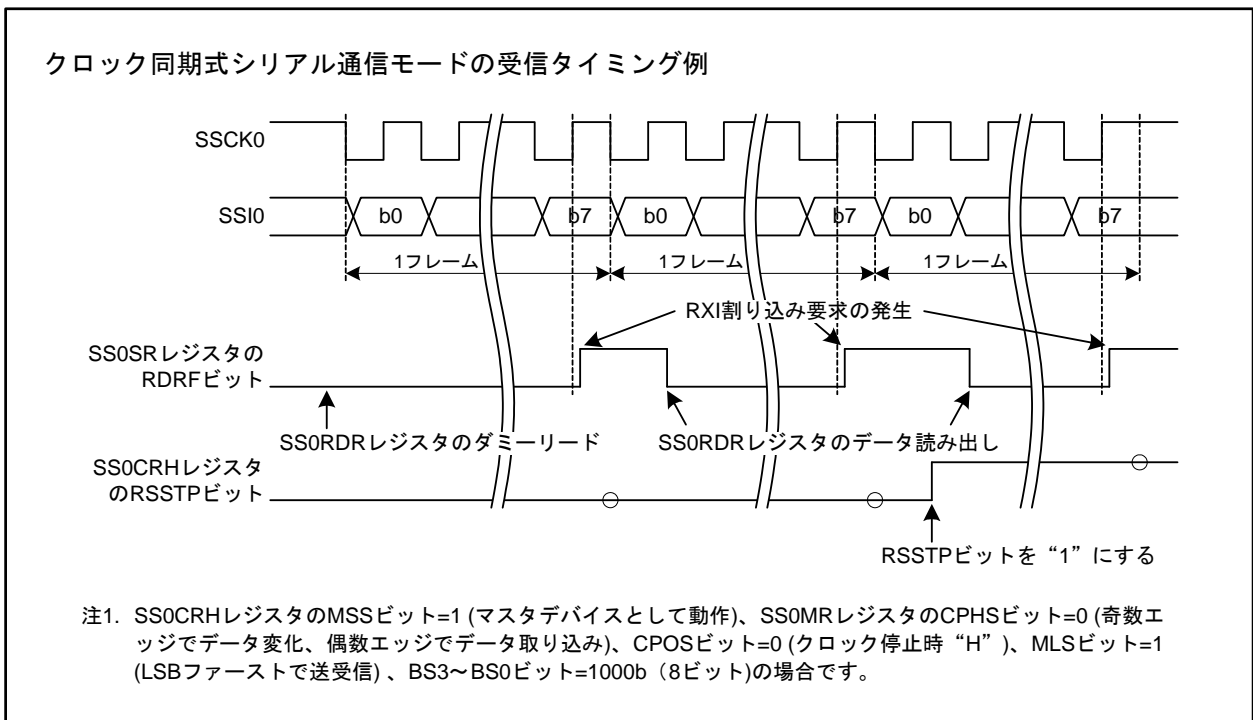 クロック同期式シリアル通信モードの受信タイミング例
SSCK0
SSI0
b0
b7
b0
b7
b0
b7
1フレーム
1フレーム
1フレーム
RXI割り込み要求の発生
SS0SRレジスタの
RDRFビット
SS0RDRレジスタのダミーリード
SS0RDRレジスタのデータ読み出し
SS0CRHレジスタ
のRSSTPビット
RSSTPビットを“1”にする
注1. SS0CRHレジスタのMSSビット=1 (マスタデバイスとして動作)、SS0MRレジスタのCPHSビット=0 (奇数エ
ッジでデータ変化、偶数エッジでデータ取り込み)、CPOSビット=0 (クロック停止時“H”)、MLSビット=1
(LSBファーストで送受信) 、BS3～BS0ビット=1000b（8ビット)の場合です。